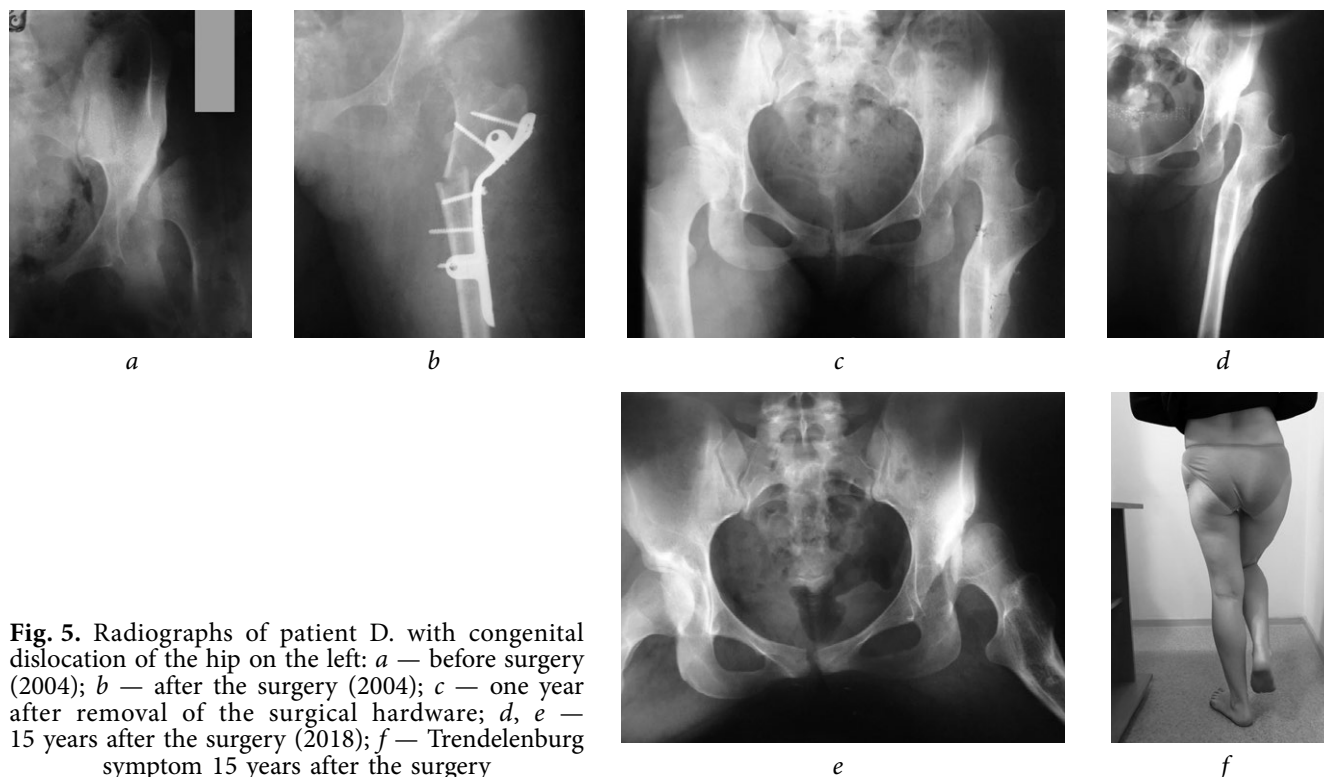 a
b
c
d
Fig. 5. Radiographs of patient D. with congenital
dislocation of the hip on the left: a — before surgery
(2004); b — after the surgery (2004); c — one year
after removal of the surgical hardware; d, e —
15 years after the surgery (2018); f — Trendelenburg
symptom 15 years after the surgery
e
f